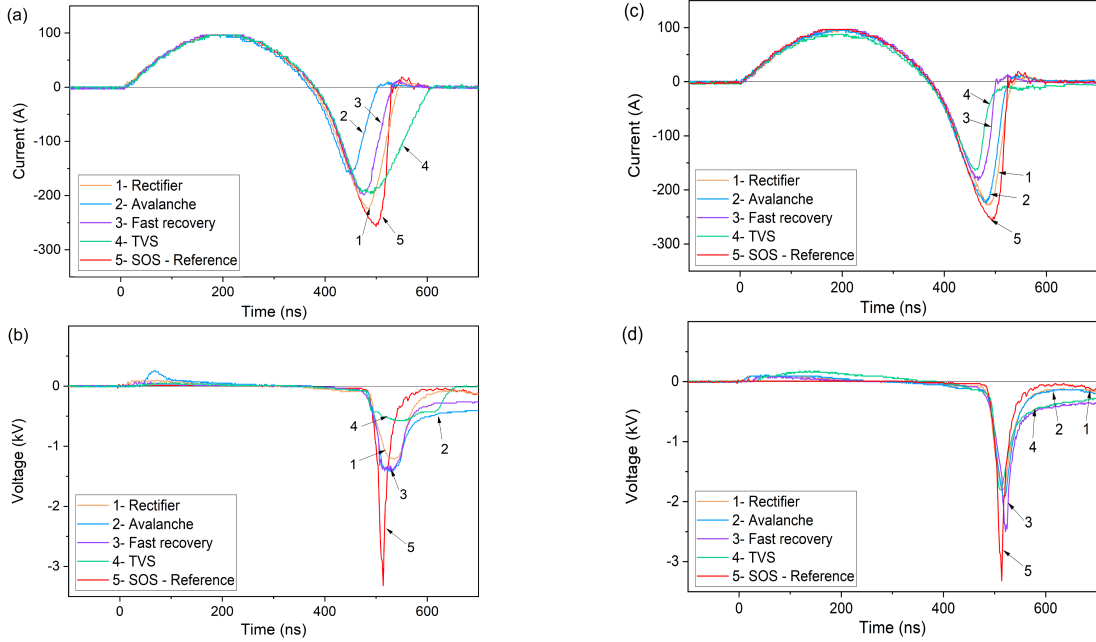 (a)
Current (A)
100
0
-100
-200
-300
0
200
400
600
Time (ns)
2
3
4
1
5
1- Rectifier
2- Avalanche
3- Fast recovery
4- TVS
5- SOS - Reference
(c)
Current (A)
100
0
-100
-200
-300
0
200
400
600
Time (ns)
4
3
1
2
5
1- Rectifier
2- Avalanche
3- Fast recovery
4- TVS
5- SOS - Reference
(b)
Voltage (kV)
0
-1
-2
-3
0
200
400
600
Time (ns)
4
1
2
3
5
1- Rectifier
2- Avalanche
3- Fast recovery
4- TVS
5- SOS - Reference
(d)
Voltage (kV)
0
-1
-2
-3
0
200
400
600
Time (ns)
4
2
1
3
5
1- Rectifier
2- Avalanche
3- Fast recovery
4- TVS
5- SOS - Reference